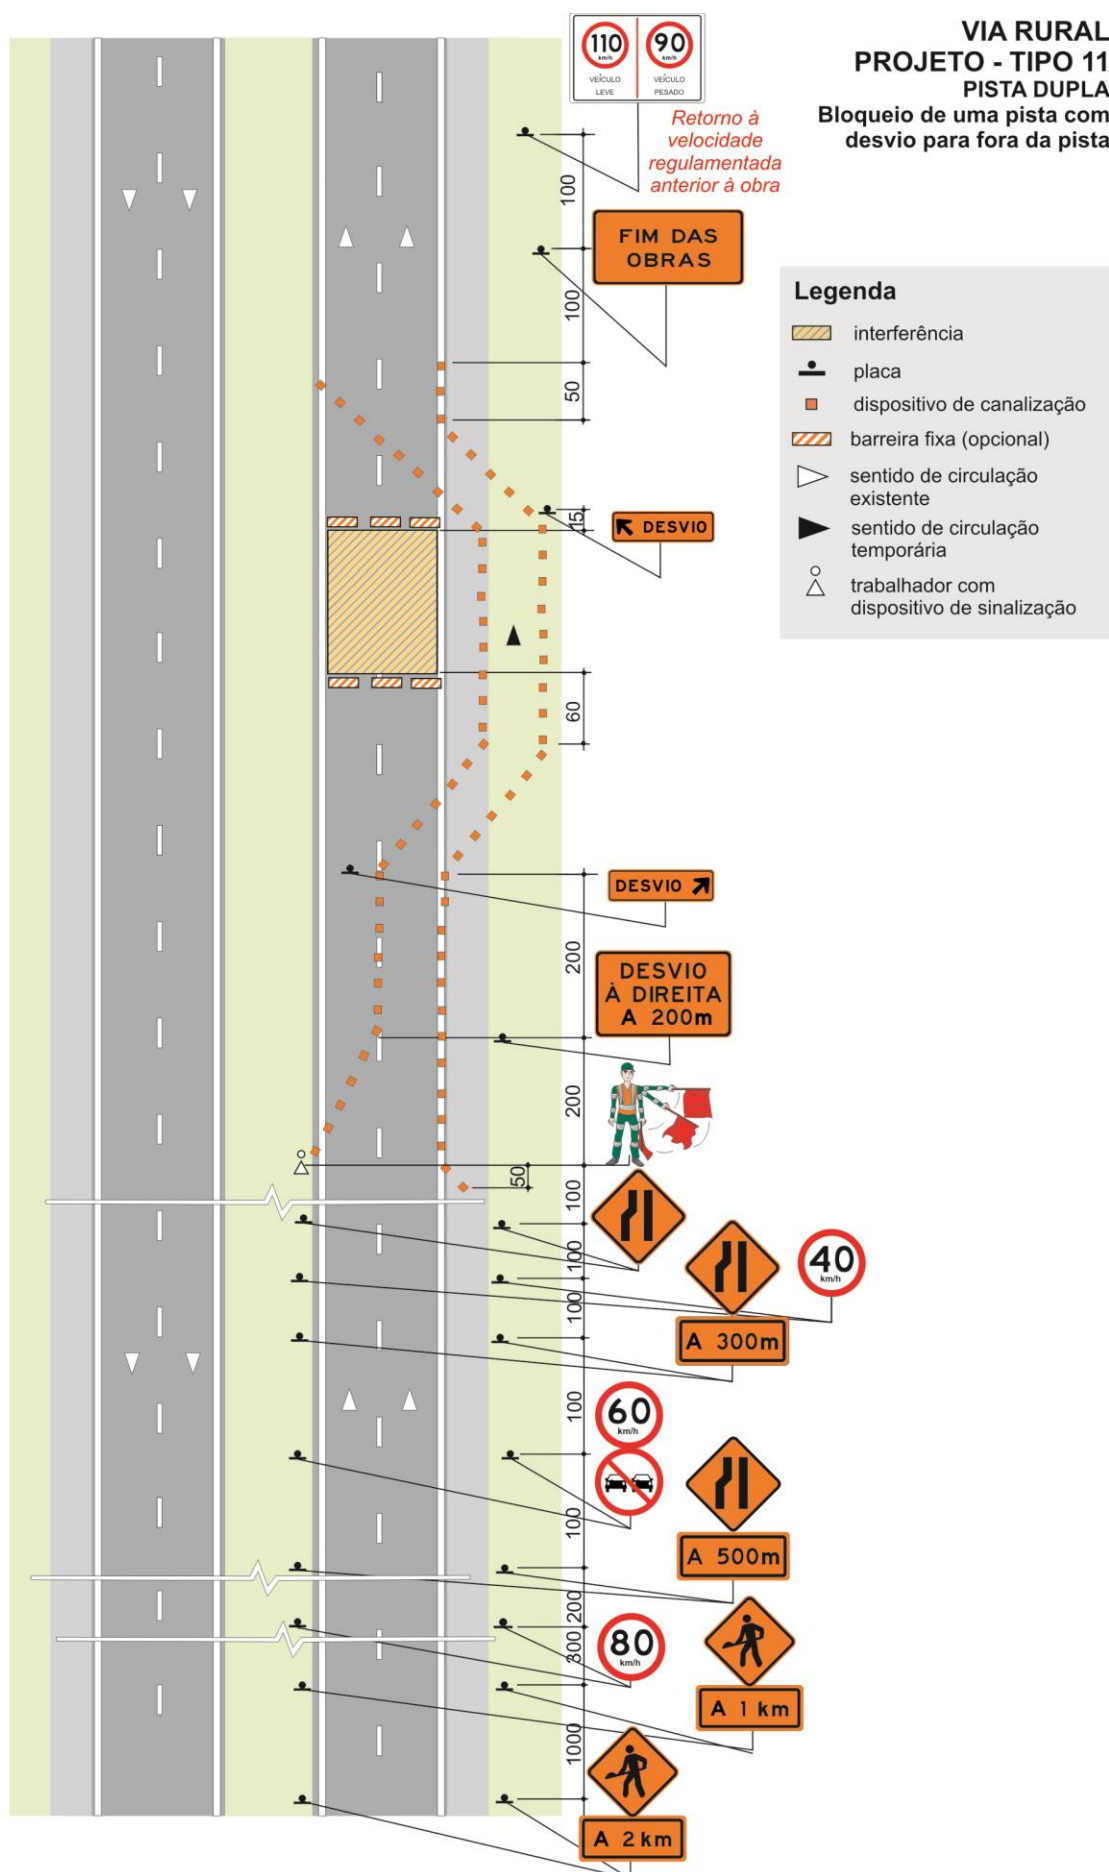 VIA RURAL
PROJETO - TIPO 11
PISTA DUPLA
Bloqueio de uma pista com
desvio para fora da pista
110
km/h
VEÍCULO
LEVE
90
km/h
VEÍCULO
PESADO
Retorno à
velocidade
regulamentada
anterior à obra
100
FIM DAS
OBRAS
100
50
15
DESVIO
60
Legenda
interferência
placa
dispositivo de canalização
barreira fixa (opcional)
sentido de circulação
existente
sentido de circulação
temporária
trabalhador com
dispositivo de sinalização
DESVIO
200
DESVIO
À DIREITA
A 200m
200
50
100
100
40
km/h
100
A 300m
100
60
km/h
100
A 500m
200
300
80
km/h
A 1 km
1000
A 2 km